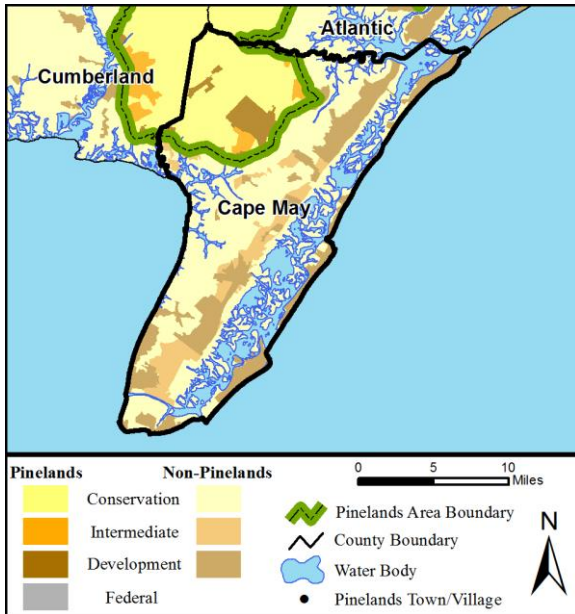 Atlantic
Cumberland
Cape May
Pinelands Non-Pinelands
Conservation
Intermediate
Development
Federal
0 5 10
Miles
Pinelands Area Boundary
County Boundary
Water Body
Pinelands Town/Village
N